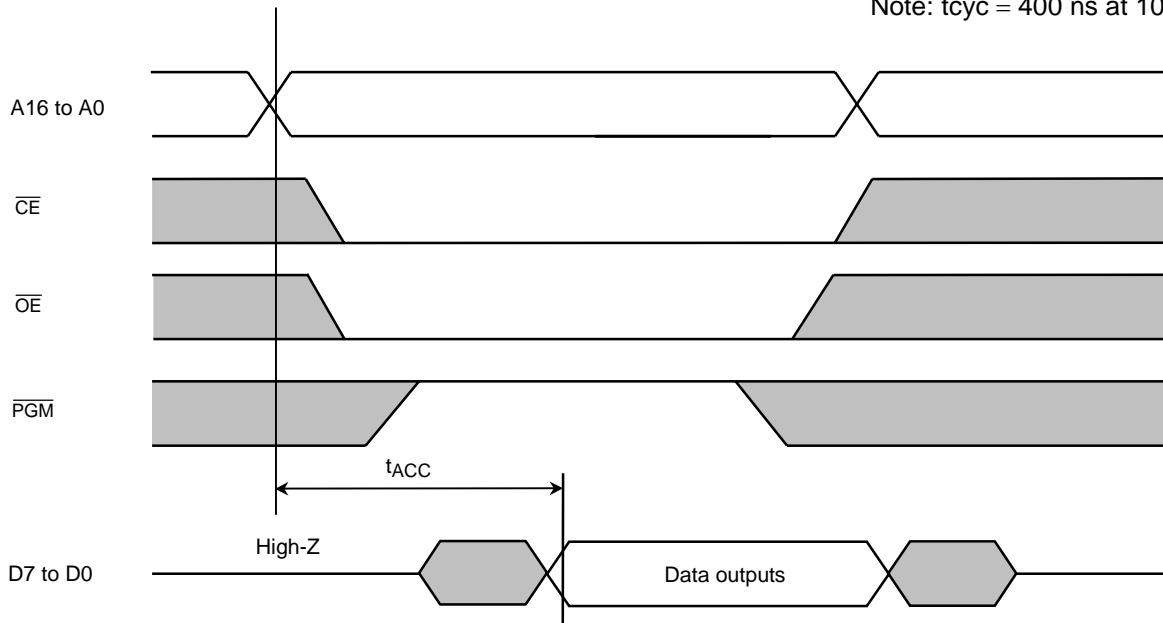 Note: tcyc = 400 ns at 10
A16 to A0
CE
OE
PGM
tACC
High-Z
D7 to D0
Data outputs